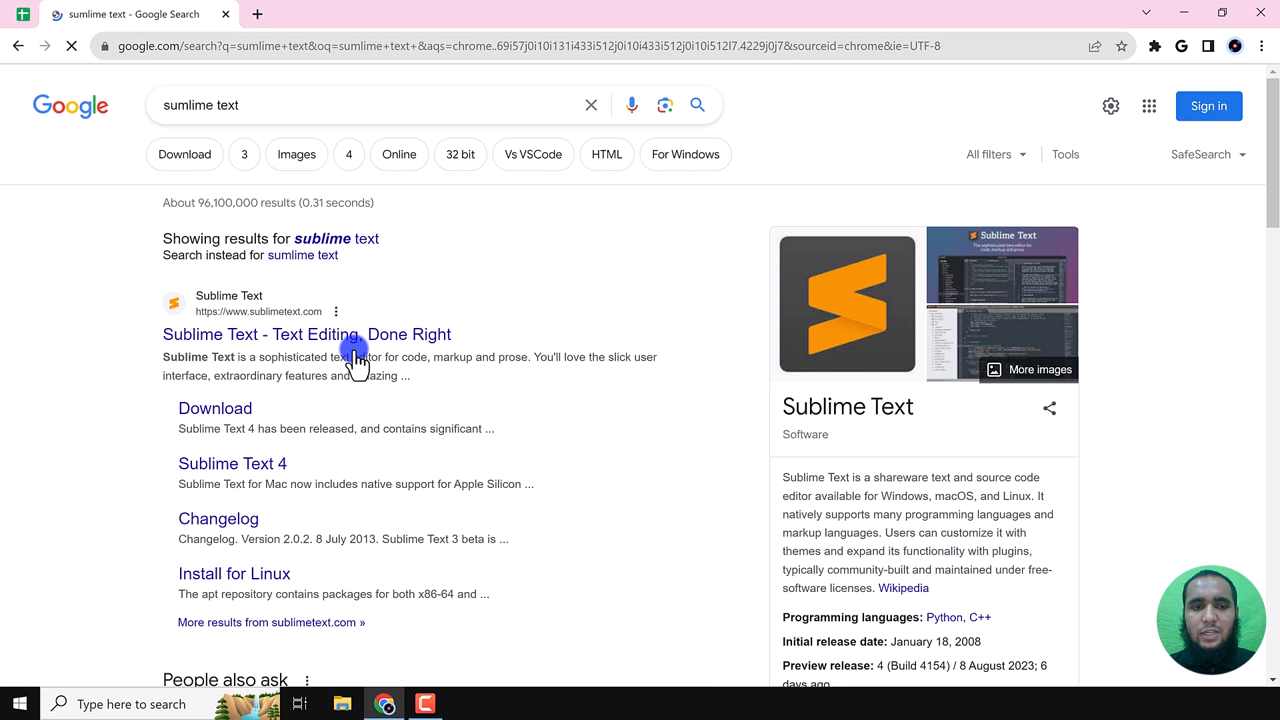 sumlime text - Google Search
google.com/search?q=sumlime+text&oq=sumlime+text+&aqs=chrome..69i57j0i10i131i433i512j0i10i433i512j0i10i512l7.4229j0j7&sourceid=chrome&ie=UTF-8
Google
sumlime text
Sign in
Download
3
Images
4
Online
32 bit
Vs VSCode
HTML
For Windows
All filters
Tools
SafeSearch
About 96,100,000 results (0.31 seconds)
Showing results for sublime text
Search instead for sumlime text
Sublime Text
https://www.sublimetext.com
Sublime Text - Text Editing, Done Right
Sublime Text for code, markup and prose. You'll love the slick user
interface, extraordinary features and amazing ...
Download
Sublime Text 4 has been released, and contains significant ...
Sublime Text 4
Sublime Text for Mac now includes native support for Apple Silicon ...
Changelog
Changelog. Version 2.0.2. 8 July 2013. Sublime Text 3 beta is ...
Install for Linux
The apt repository contains packages for both x86-64 and ...
More results from sublimetext.com »
People also ask
Sublime Text
More images
Sublime Text
Software
Sublime Text is a shareware text and source code
editor available for Windows, macOS, and Linux. It
natively supports many programming languages and
markup languages. Users can customize it with
themes and expand its functionality with plugins,
typically community-built and maintained under free-
software licenses. Wikipedia
Programming languages: Python, C++
Initial release date: January 18, 2008
Preview release: 4 (Build 4154) / 8 August 2023; 6
days ago
Type here to search